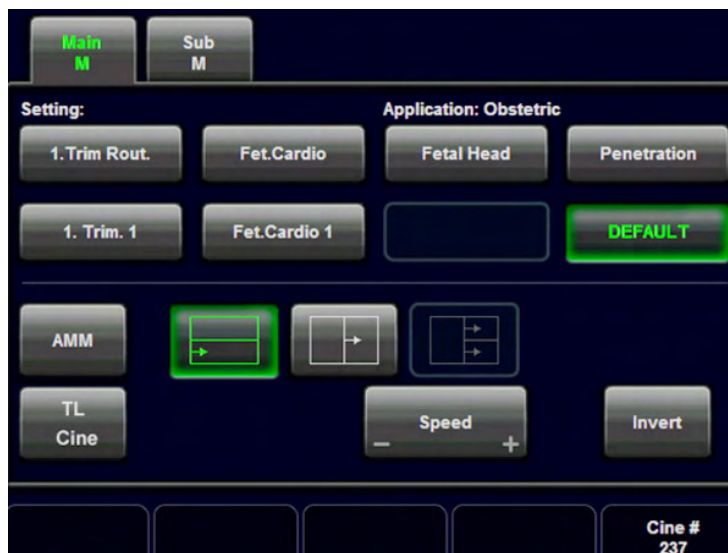 Main Sub
M M
Setting: Application: Obstetric
1.Trim Rout. Fet.Cardio Fetal Head Penetration
1. Trim. 1 Fet.Cardio 1 DEFAULT
AMM
TL
Cine
Speed Invert
− +
Cine #
237